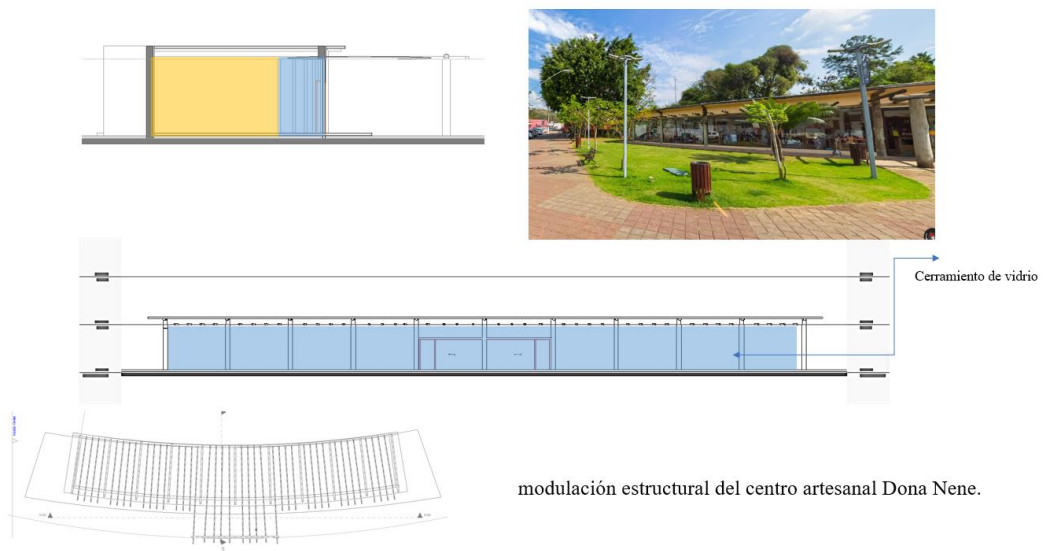 Cerramiento de vidrio
modulación estructural del centro artesanal Dona Nene.